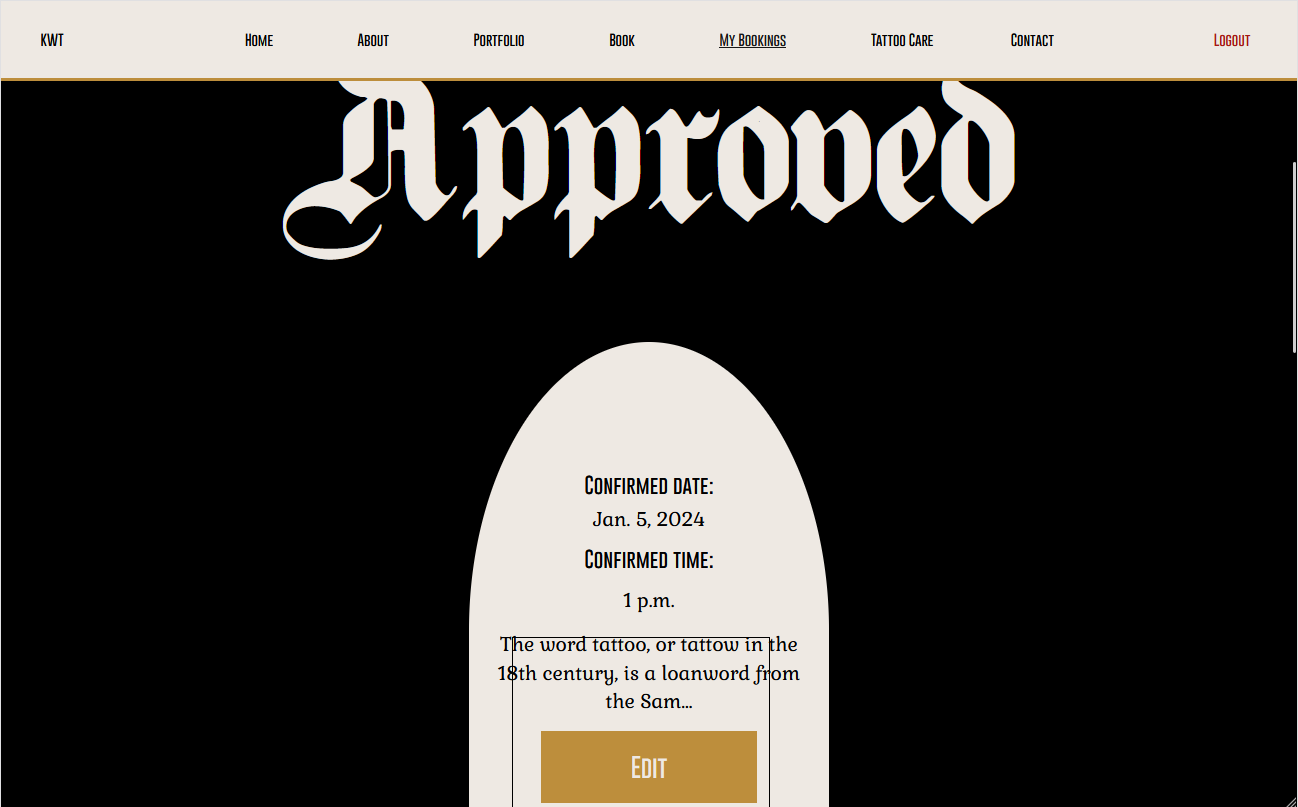 KWT Home About Portfolio Book My Bookings Tattoo Care Contact Logout
Approved
Confirmed date:
Jan. 5, 2024
Confirmed time:
1 p.m.
The word tattoo, or tattow in the
18th century, is a loanword from
the Sam...
Edit